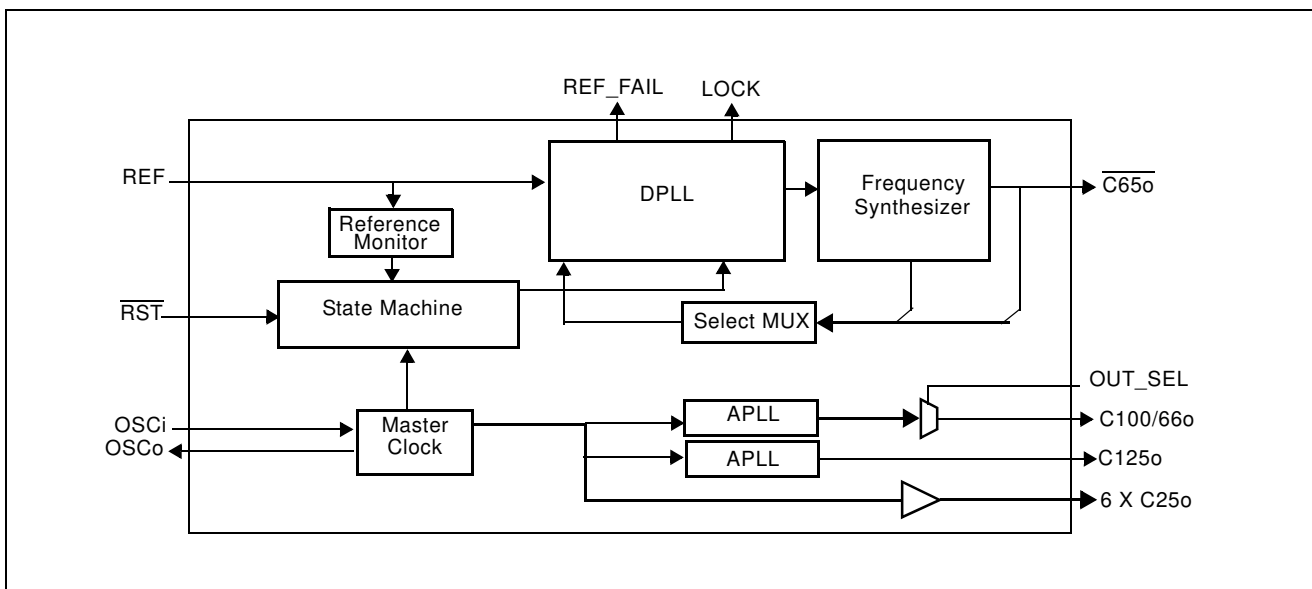 REF_FAIL LOCK
REF
DPLL
Frequency
Synthesizer
C65o
Reference
Monitor
RST
State Machine
Select MUX
OUT_SEL
OSCi
OSCo
Master
Clock
APLL
C100/66o
APLL
C125o
6 X C25o